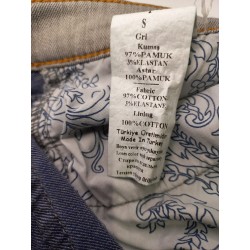 S
Gri
Kumaş
97%PAMUK
3%ELASTAN
Astar
100%PAMUK
Fabric
97%COTTON
3%ELASTANE
Lining
100%COTTON
Türkiye Üretimidir
Made In Turkey